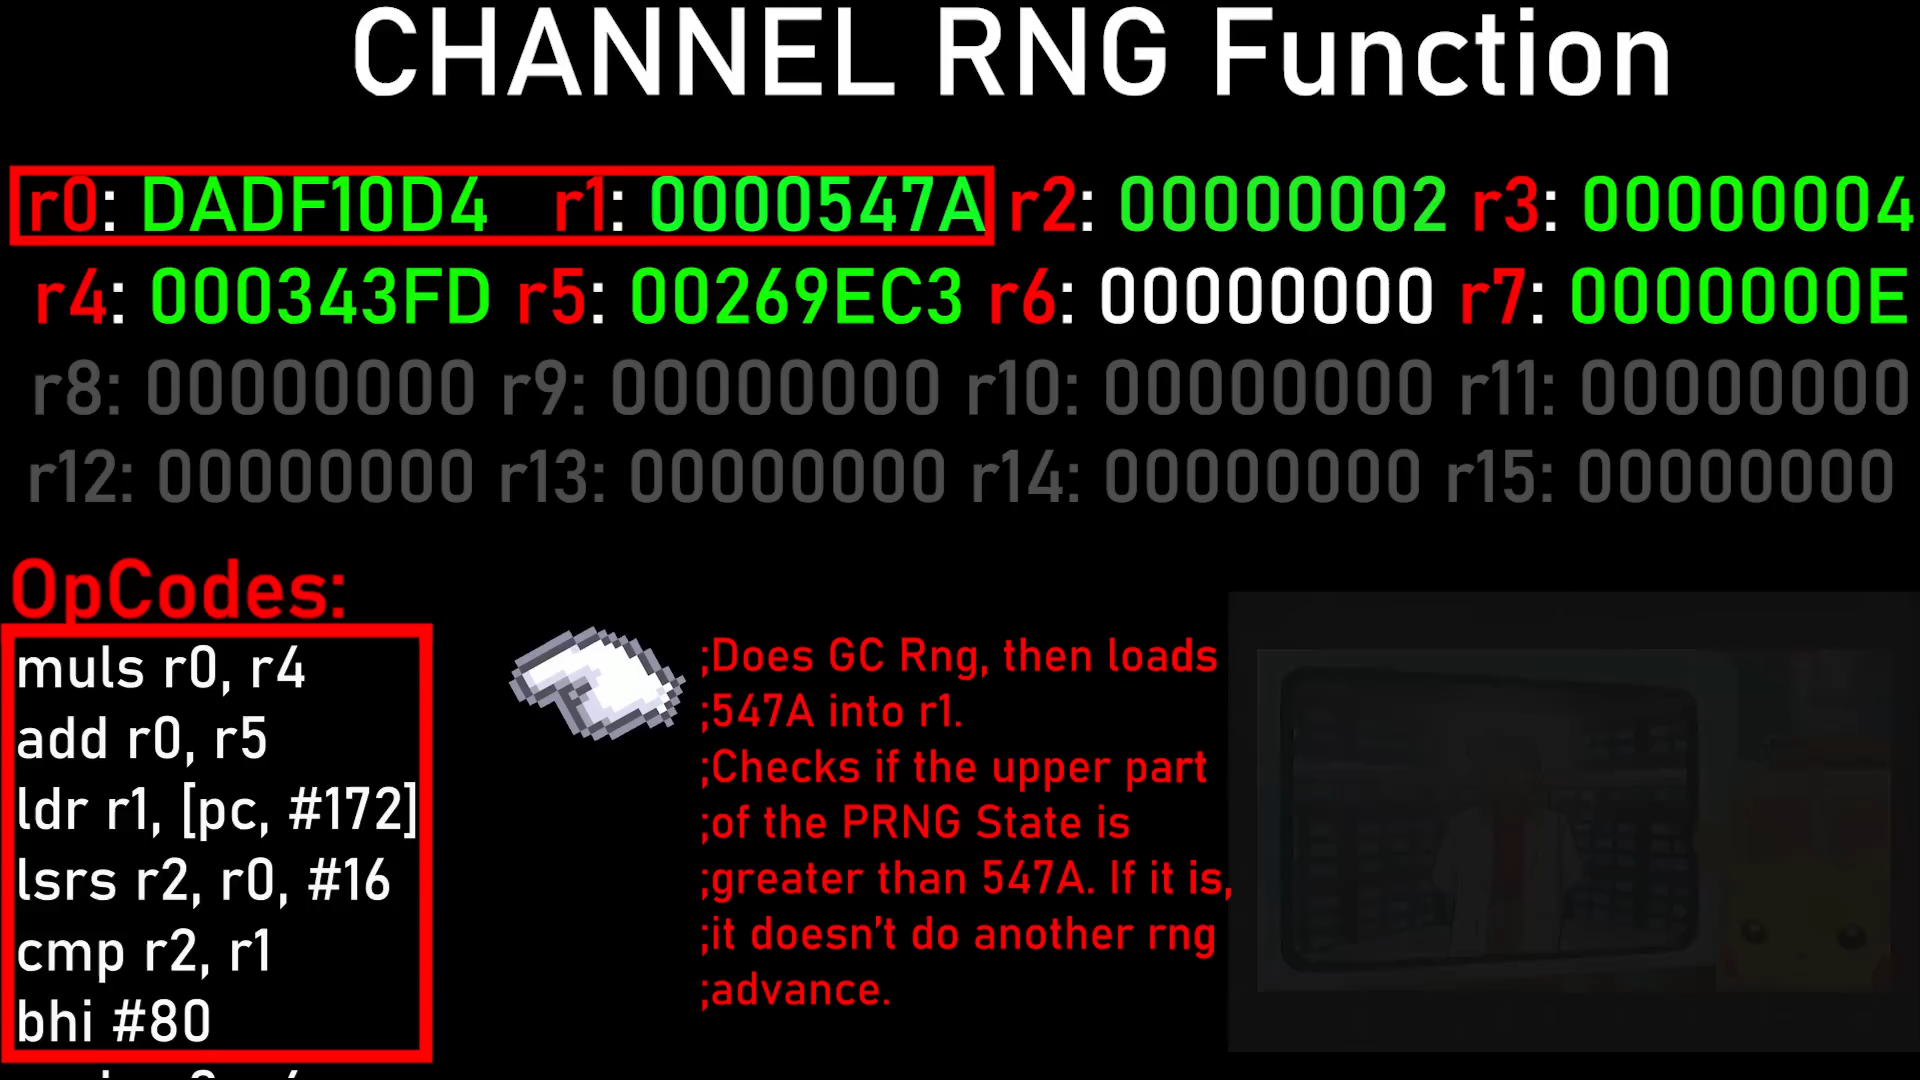 CHANNEL RNG Function
r0: DADF10D4 r1: 0000547A r2: 00000002 r3: 00000004
r4: 000343FD r5: 00269EC3 r6: 00000000 r7: 0000000E
r8: 00000000 r9: 00000000 r10: 00000000 r11: 00000000
r12: 00000000 r13: 00000000 r14: 00000000 r15: 00000000
OpCodes:
muls r0, r4
add r0, r5
ldr r1, [pc, #172]
lsrs r2, r0, #16
cmp r2, r1
bhi #80
;Does GC Rng, then loads
;547A into r1.
;Checks if the upper part
;of the PRNG State is
;greater than 547A. If it is,
;it doesn't do another rng
;advance.